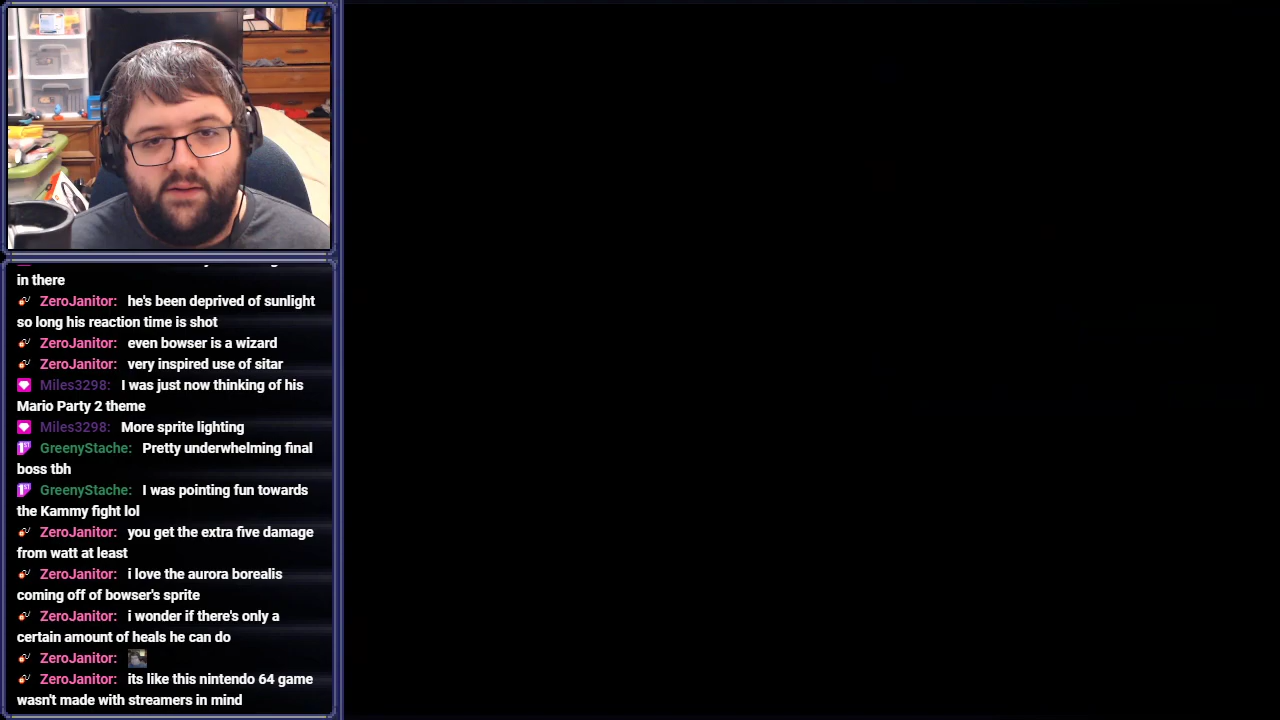 in there
ZeroJanitor: he's been deprived of sunlight
so long his reaction time is shot
ZeroJanitor: even bowser is a wizard
ZeroJanitor: very inspired use of sitar
Miles3298: I was just now thinking of his
Mario Party 2 theme
Miles3298: More sprite lighting
1ST GreenyStache: Pretty underwhelming final
boss tbh
1ST GreenyStache: I was pointing fun towards
the Kammy fight lol
ZeroJanitor: you get the extra five damage
from watt at least
ZeroJanitor: i love the aurora borealis
coming off of bowser's sprite
ZeroJanitor: i wonder if there's only a
certain amount of heals he can do
ZeroJanitor:
ZeroJanitor: its like this nintendo 64 game
wasn't made with streamers in mind